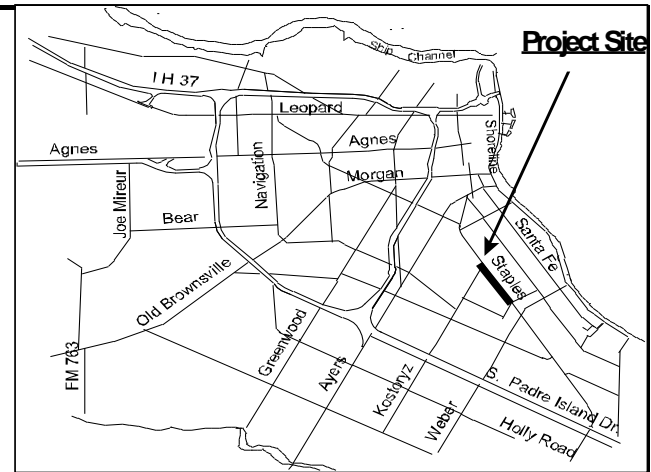 Project Site
Ship Channel
I H 37
Leopard
Shoreline
Agnes
Agnes
Morgan
Navigation
Joe Mireur
Bear
Santa Fe
Staples
Old Brownsville
Greenwood
Ayers
Kostoryz
Weber
FM 763
S. Padre Island Dr.
Holly Road